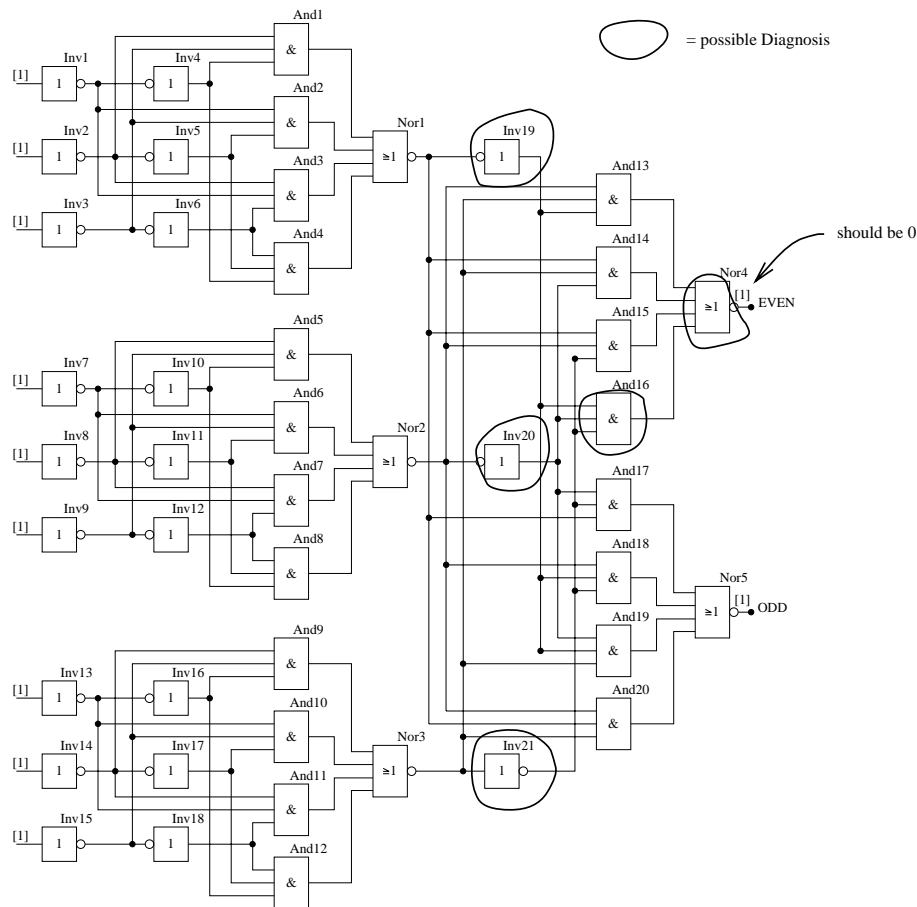 And1
= possible Diagnosis
Inv1
Inv4
[1]
1
1
&
And2
Inv2
Inv5
&
Nor1
Inv19
[1]
1
1
And3
≥1
1
And13
Inv3
Inv6
&
&
[1]
1
1
And4
And14
should be 0
&
&
Nor4
[1]
And15
≥1
EVEN
And5
&
Inv7
Inv10
&
[1]
1
1
And6
And16
Inv8
Inv11
&
Nor2
Inv20
&
[1]
1
1
And7
≥1
1
And17
Inv9
Inv12
&
&
[1]
1
1
And8
And18
&
&
Nor5
[1]
And19
≥1
ODD
And9
&
Inv13
Inv16
&
And20
[1]
1
1
And10
&
Inv14
Inv17
&
Nor3
Inv21
[1]
1
1
And11
≥1
1
Inv15
Inv18
&
[1]
1
1
And12
&